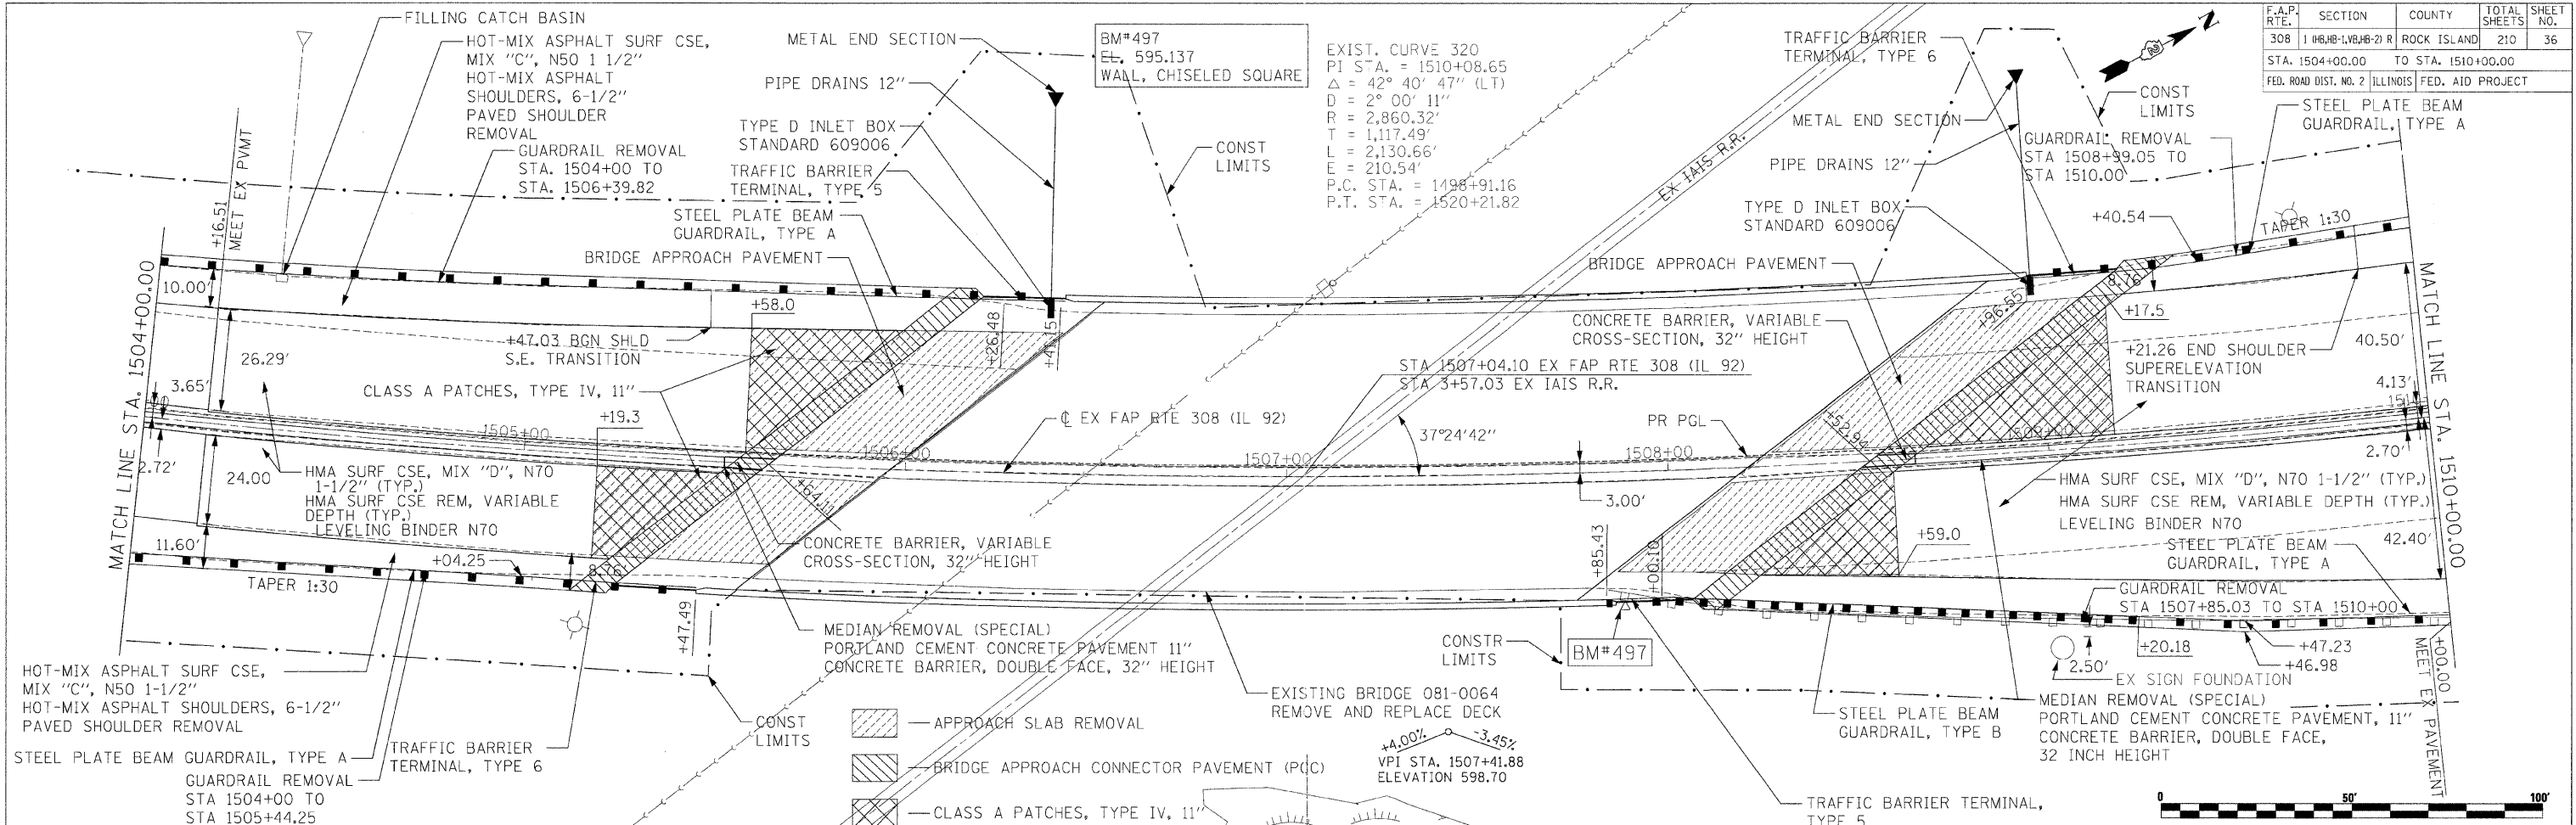 F.A.P. RTE. SECTION COUNTY TOTAL SHEETS SHEET NO.
308 1 (HB,HB-1,VB,HB-2) R ROCK ISLAND 210 36
STA. 1504+00.00 TO STA. 1510+00.00
FED. ROAD DIST. NO. 2 ILLINOIS FED. AID PROJECT
N
FILLING CATCH BASIN
HOT-MIX ASPHALT SURF CSE,
MIX "C", N50 1 1/2"
HOT-MIX ASPHALT
SHOULDERS, 6-1/2"
PAVED SHOULDER
REMOVAL
GUARDRAIL REMOVAL
STA. 1504+00 TO
STA. 1506+39.82
METAL END SECTION
PIPE DRAINS 12"
TYPE D INLET BOX
STANDARD 609006
TRAFFIC BARRIER
TERMINAL, TYPE 5
STEEL PLATE BEAM
GUARDRAIL, TYPE A
BRIDGE APPROACH PAVEMENT
BM#497
EL. 595.137
WALL, CHISELED SQUARE
CONST
LIMITS
EXIST. CURVE 320
PI STA. = 1510+08.65
Δ = 42° 40' 47" (LT)
D = 2° 00' 11"
R = 2,860.32'
T = 1,117.49'
L = 2,130.66'
E = 210.54'
P.C. STA. = 1498+91.16
P.T. STA. = 1520+21.82
EX IAIS R.R.
TRAFFIC BARRIER
TERMINAL, TYPE 6
METAL END SECTION
PIPE DRAINS 12"
TYPE D INLET BOX
STANDARD 609006
BRIDGE APPROACH PAVEMENT
CONST
LIMITS
STEEL PLATE BEAM
GUARDRAIL, TYPE A
GUARDRAIL REMOVAL
STA 1508+99.05 TO
STA 1510.00
+40.54
TAPER 1:30
MATCH LINE STA. 1504+00.00
+16.51
MEET EX PVMT
10.00'
26.29'
3.65'
2.72'
24.00
11.60'
+58.0
+47.03 BGN SHLD
S.E. TRANSITION
CLASS A PATCHES, TYPE IV, 11"
+19.3
+26.48
+41.15
1505+00
1506+00
1507+00
1508+00
℄ EX FAP RTE 308 (IL 92)
STA 1507+04.10 EX FAP RTE 308 (IL 92)
STA 3+57.03 EX IAIS R.R.
37°24'42"
PR PGL
3.00'
CONCRETE BARRIER, VARIABLE
CROSS-SECTION, 32" HEIGHT
+96.55
8.76'
+17.5
+21.26 END SHOULDER
SUPERELEVATION
TRANSITION
40.50'
4.13'
2.70'
42.40'
MATCH LINE STA. 1510+00.00
HMA SURF CSE, MIX "D", N70
1-1/2" (TYP.)
HMA SURF CSE REM, VARIABLE
DEPTH (TYP.)
LEVELING BINDER N70
+04.25
TAPER 1:30
8.76'
+47.49
CONCRETE BARRIER, VARIABLE
CROSS-SECTION, 32" HEIGHT
MEDIAN REMOVAL (SPECIAL)
PORTLAND CEMENT CONCRETE PAVEMENT 11"
CONCRETE BARRIER, DOUBLE FACE, 32" HEIGHT
HMA SURF CSE, MIX "D", N70 1-1/2" (TYP.)
HMA SURF CSE REM, VARIABLE DEPTH (TYP.)
LEVELING BINDER N70
+59.0
STEEL PLATE BEAM
GUARDRAIL, TYPE A
GUARDRAIL REMOVAL
STA 1507+85.03 TO STA 1510+00
+47.23
+46.98
+20.18
2.50'
EX SIGN FOUNDATION
+85.43
+00.10
+00.00
MEET EX PAVEMENT
CONSTR
LIMITS
BM#497
HOT-MIX ASPHALT SURF CSE,
MIX "C", N50 1-1/2"
HOT-MIX ASPHALT SHOULDERS, 6-1/2"
PAVED SHOULDER REMOVAL
STEEL PLATE BEAM GUARDRAIL, TYPE A
GUARDRAIL REMOVAL
STA 1504+00 TO
STA 1505+44.25
TRAFFIC BARRIER
TERMINAL, TYPE 6
CONST
LIMITS
APPROACH SLAB REMOVAL
BRIDGE APPROACH CONNECTOR PAVEMENT (PCC)
CLASS A PATCHES, TYPE IV, 11"
EXISTING BRIDGE 081-0064
REMOVE AND REPLACE DECK
+4.00% -3.45%
VPI STA. 1507+41.88
ELEVATION 598.70
STEEL PLATE BEAM
GUARDRAIL, TYPE B
MEDIAN REMOVAL (SPECIAL)
PORTLAND CEMENT CONCRETE PAVEMENT, 11"
CONCRETE BARRIER, DOUBLE FACE,
32 INCH HEIGHT
TRAFFIC BARRIER TERMINAL,
TYPE 5
0 50' 100'